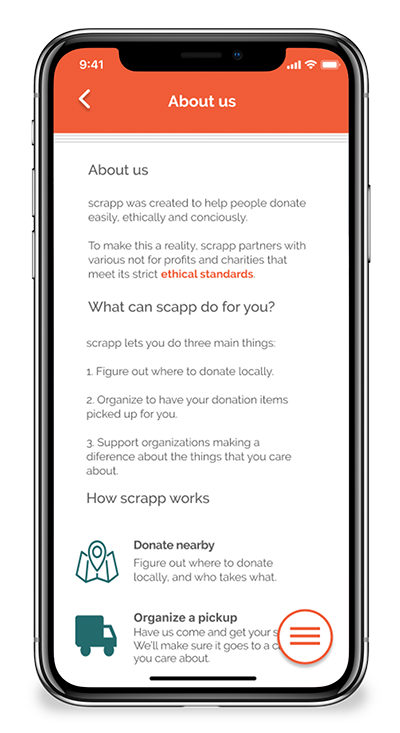 9:41
About us
About us
scrapp was created to help people donate
easily, ethically and conciously.
To make this a reality, scrapp partners with
various not for profits and charities that
meet its strict ethical standards.
What can scapp do for you?
scrapp lets you do three main things:
1. Figure out where to donate locally.
2. Organize to have your donation items
picked up for you.
3. Support organizations making a
diference about the things that you care
about.
How scrapp works
Donate nearby
Figure out where to donate
locally, and who takes what.
Organize a pickup
Have us come and get your
We'll make sure it goes to a
you care about.